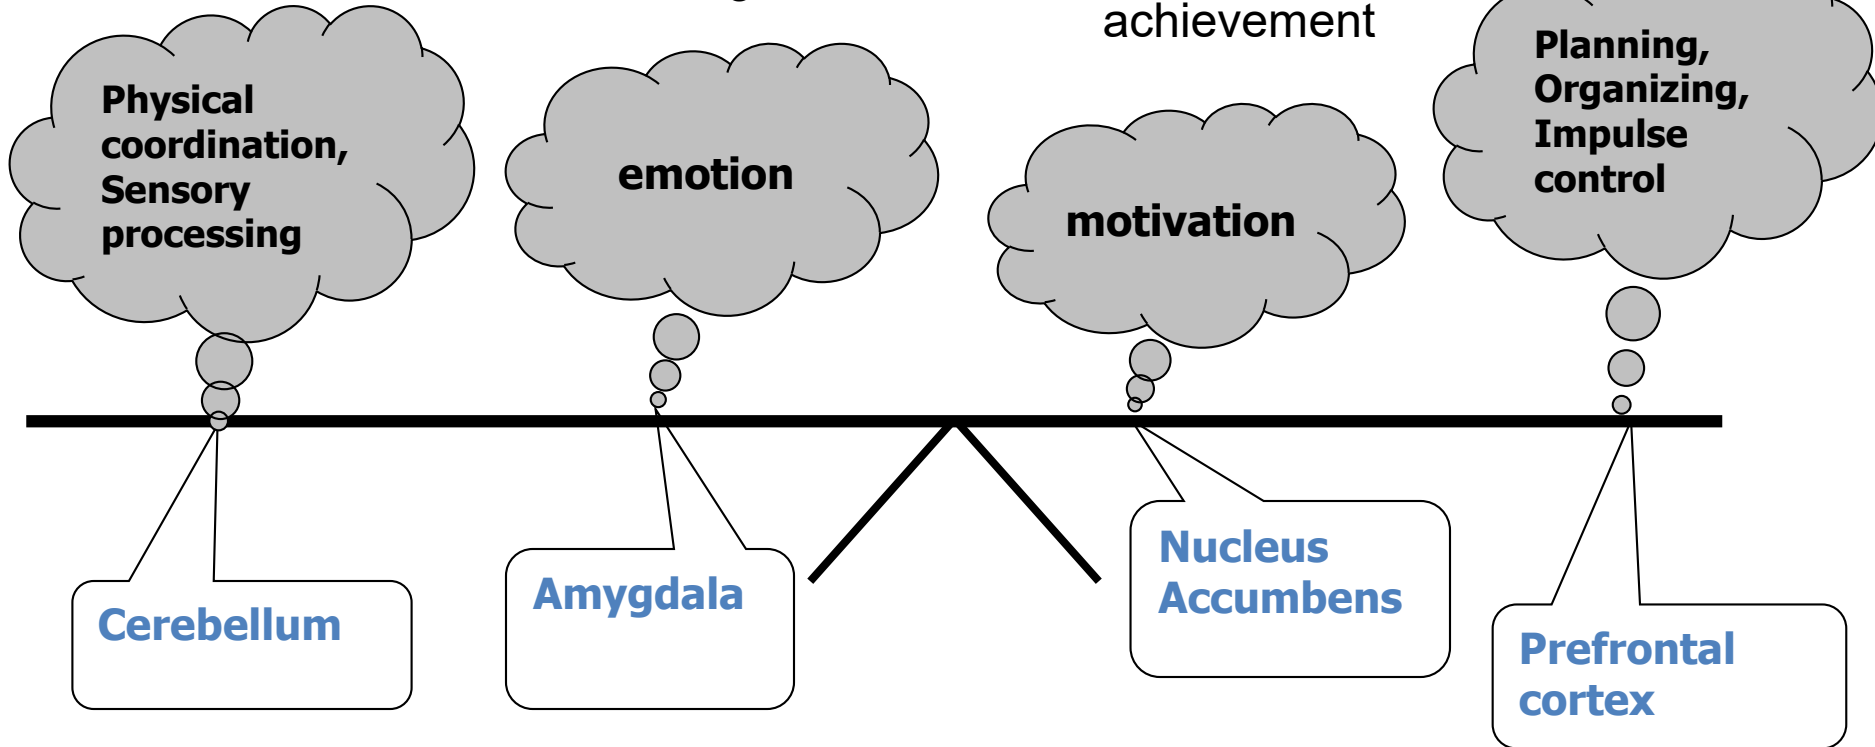 achievement
Physical
coordination,
Sensory
processing
emotion
motivation
Planning,
Organizing,
Impulse
control
Cerebellum
Amygdala
Nucleus
Accumbens
Prefrontal
cortex